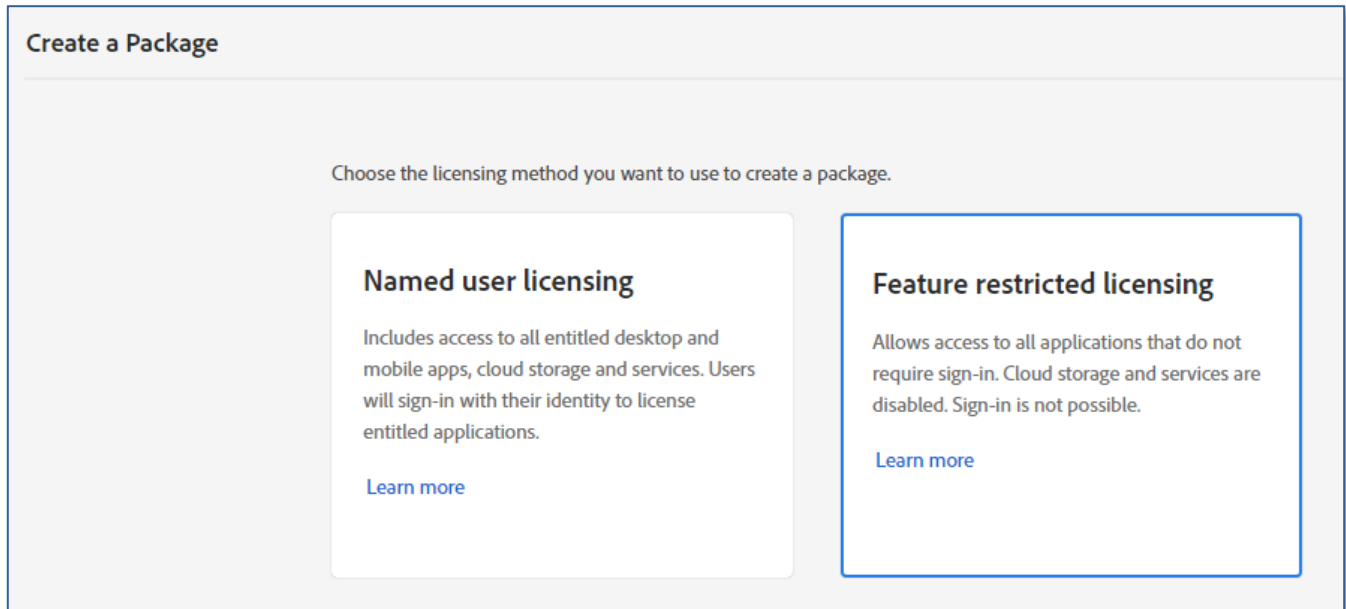 Create a Package
Choose the licensing method you want to use to create a package.
Named user licensing
Includes access to all entitled desktop and
mobile apps, cloud storage and services. Users
will sign-in with their identity to license
entitled applications.
Learn more
Feature restricted licensing
Allows access to all applications that do not
require sign-in. Cloud storage and services are
disabled. Sign-in is not possible.
Learn more